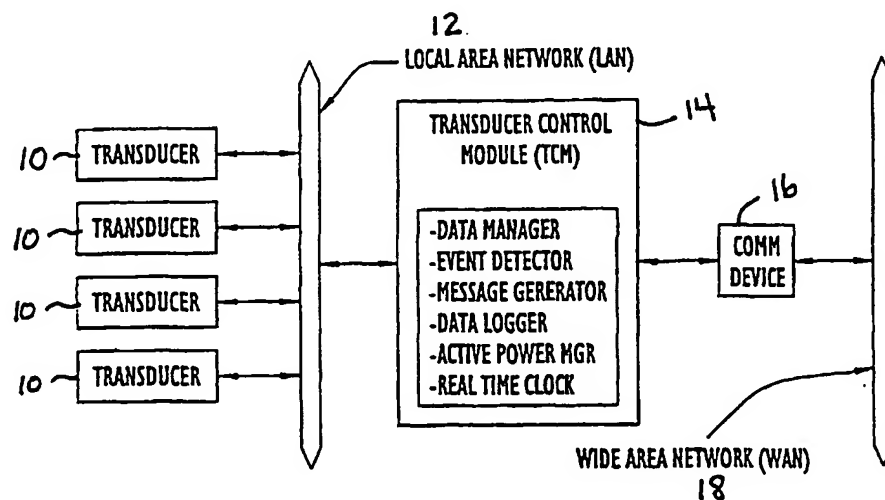 12
LOCAL AREA NETWORK (LAN)
14
TRANSDUCER CONTROL
MODULE (TCM)
10 TRANSDUCER
10 TRANSDUCER
10 TRANSDUCER
10 TRANSDUCER
-DATA MANAGER
-EVENT DETECTOR
-MESSAGE GERERATOR
-DATA LOGGER
-ACTIVE POWER MGR
-REAL TIME CLOCK
16
COMM
DEVICE
WIDE AREA NETWORK (WAN)
18